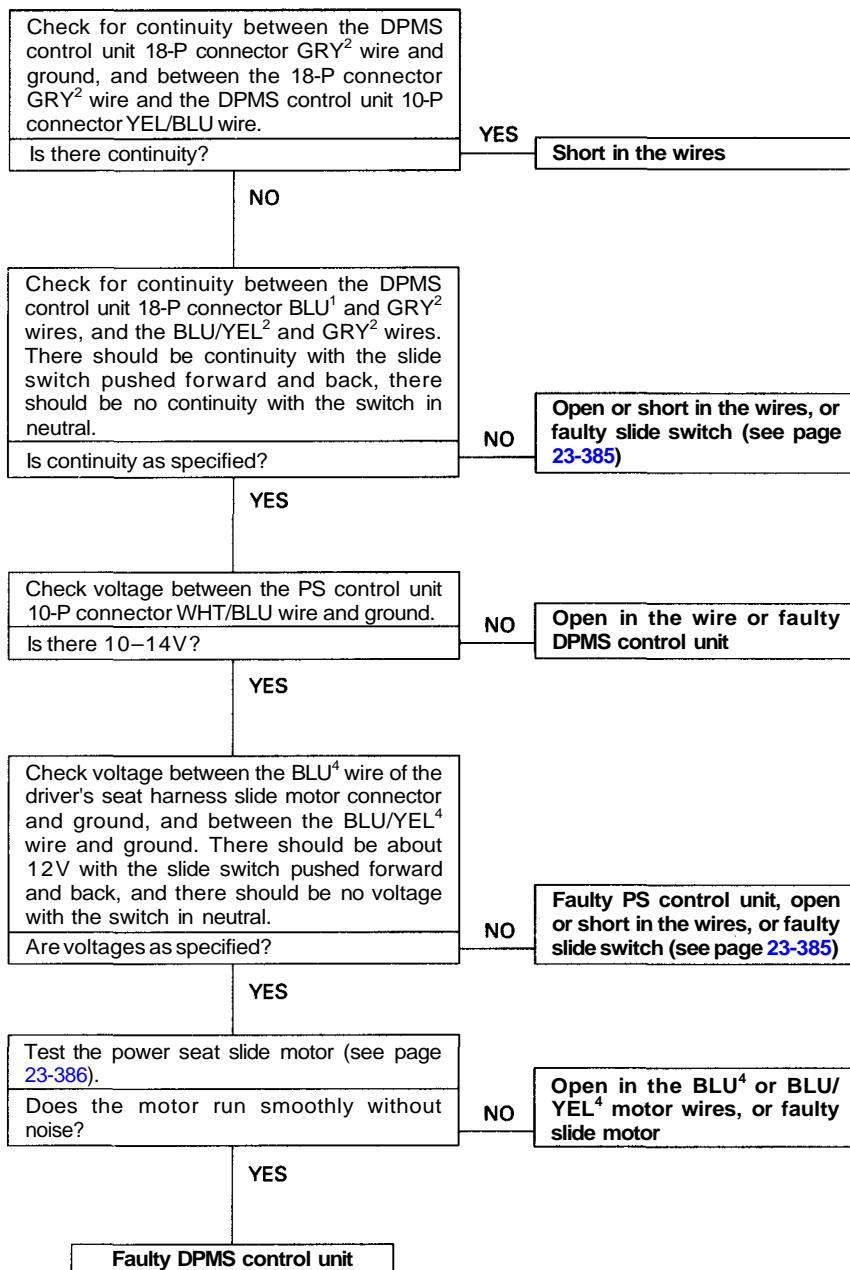 Check for continuity between the DPMS
control unit 18-P connector GRY² wire and
ground, and between the 18-P connector
GRY² wire and the DPMS control unit 10-P
connector YEL/BLU wire.
Is there continuity?
YES
Short in the wires
NO
Check for continuity between the DPMS
control unit 18-P connector BLU¹ and GRY²
wires, and the BLU/YEL² and GRY² wires.
There should be continuity with the slide
switch pushed forward and back, there
should be no continuity with the switch in
neutral.
Is continuity as specified?
NO
Open or short in the wires, or
faulty slide switch (see page
23-385)
YES
Check voltage between the PS control unit
10-P connector WHT/BLU wire and ground.
Is there 10–14V?
NO
Open in the wire or faulty
DPMS control unit
YES
Check voltage between the BLU⁴ wire of the
driver's seat harness slide motor connector
and ground, and between the BLU/YEL⁴
wire and ground. There should be about
12V with the slide switch pushed forward
and back, and there should be no voltage
with the switch in neutral.
Are voltages as specified?
NO
Faulty PS control unit, open
or short in the wires, or faulty
slide switch (see page 23-385)
YES
Test the power seat slide motor (see page
23-386).
Does the motor run smoothly without
noise?
NO
Open in the BLU⁴ or BLU/
YEL⁴ motor wires, or faulty
slide motor
YES
Faulty DPMS control unit